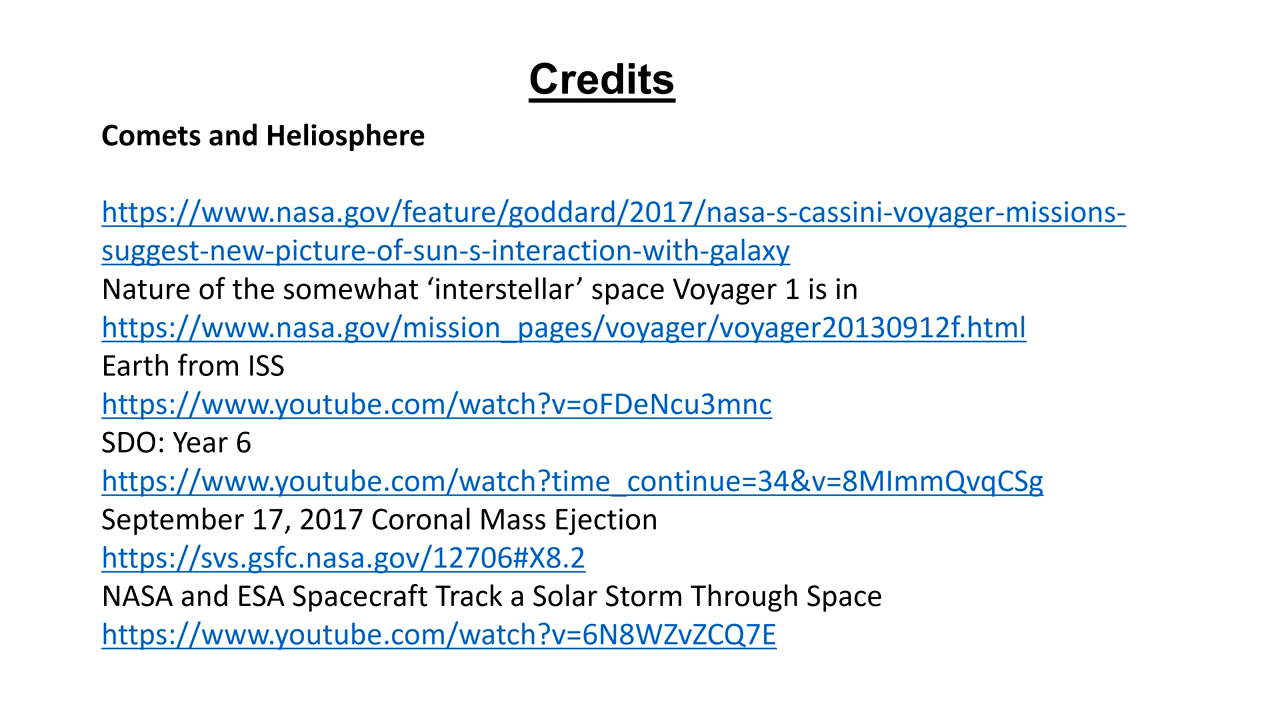 Credits
Comets and Heliosphere
https://www.nasa.gov/feature/goddard/2017/nasa-s-cassini-voyager-missions-
suggest-new-picture-of-sun-s-interaction-with-galaxy
Nature of the somewhat ‘interstellar’ space Voyager 1 is in
https://www.nasa.gov/mission_pages/voyager/voyager20130912f.html
Earth from ISS
https://www.youtube.com/watch?v=oFDeNcu3mnc
SDO: Year 6
https://www.youtube.com/watch?time_continue=34&v=8MImmQvqCSg
September 17, 2017 Coronal Mass Ejection
https://svs.gsfc.nasa.gov/12706#X8.2
NASA and ESA Spacecraft Track a Solar Storm Through Space
https://www.youtube.com/watch?v=6N8WZvZCQ7E